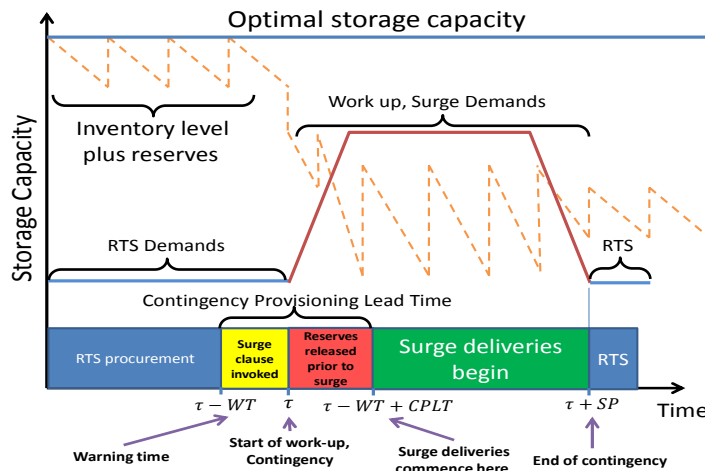 Optimal storage capacity
Storage Capacity
Work up, Surge Demands
Inventory level
plus reserves
RTS Demands
RTS
Contingency Provisioning Lead Time
RTS procurement
Surge
clause
invoked
Reserves
released
prior to
surge
Surge deliveries
begin
RTS
τ − WT
τ
τ − WT + CPLT
τ + SP
Time
Warning time
Start of work-up,
Contingency
Surge deliveries
commence here
End of contingency